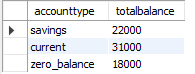 accounttype totalbalance
savings 22000
current 31000
zero_balance 18000